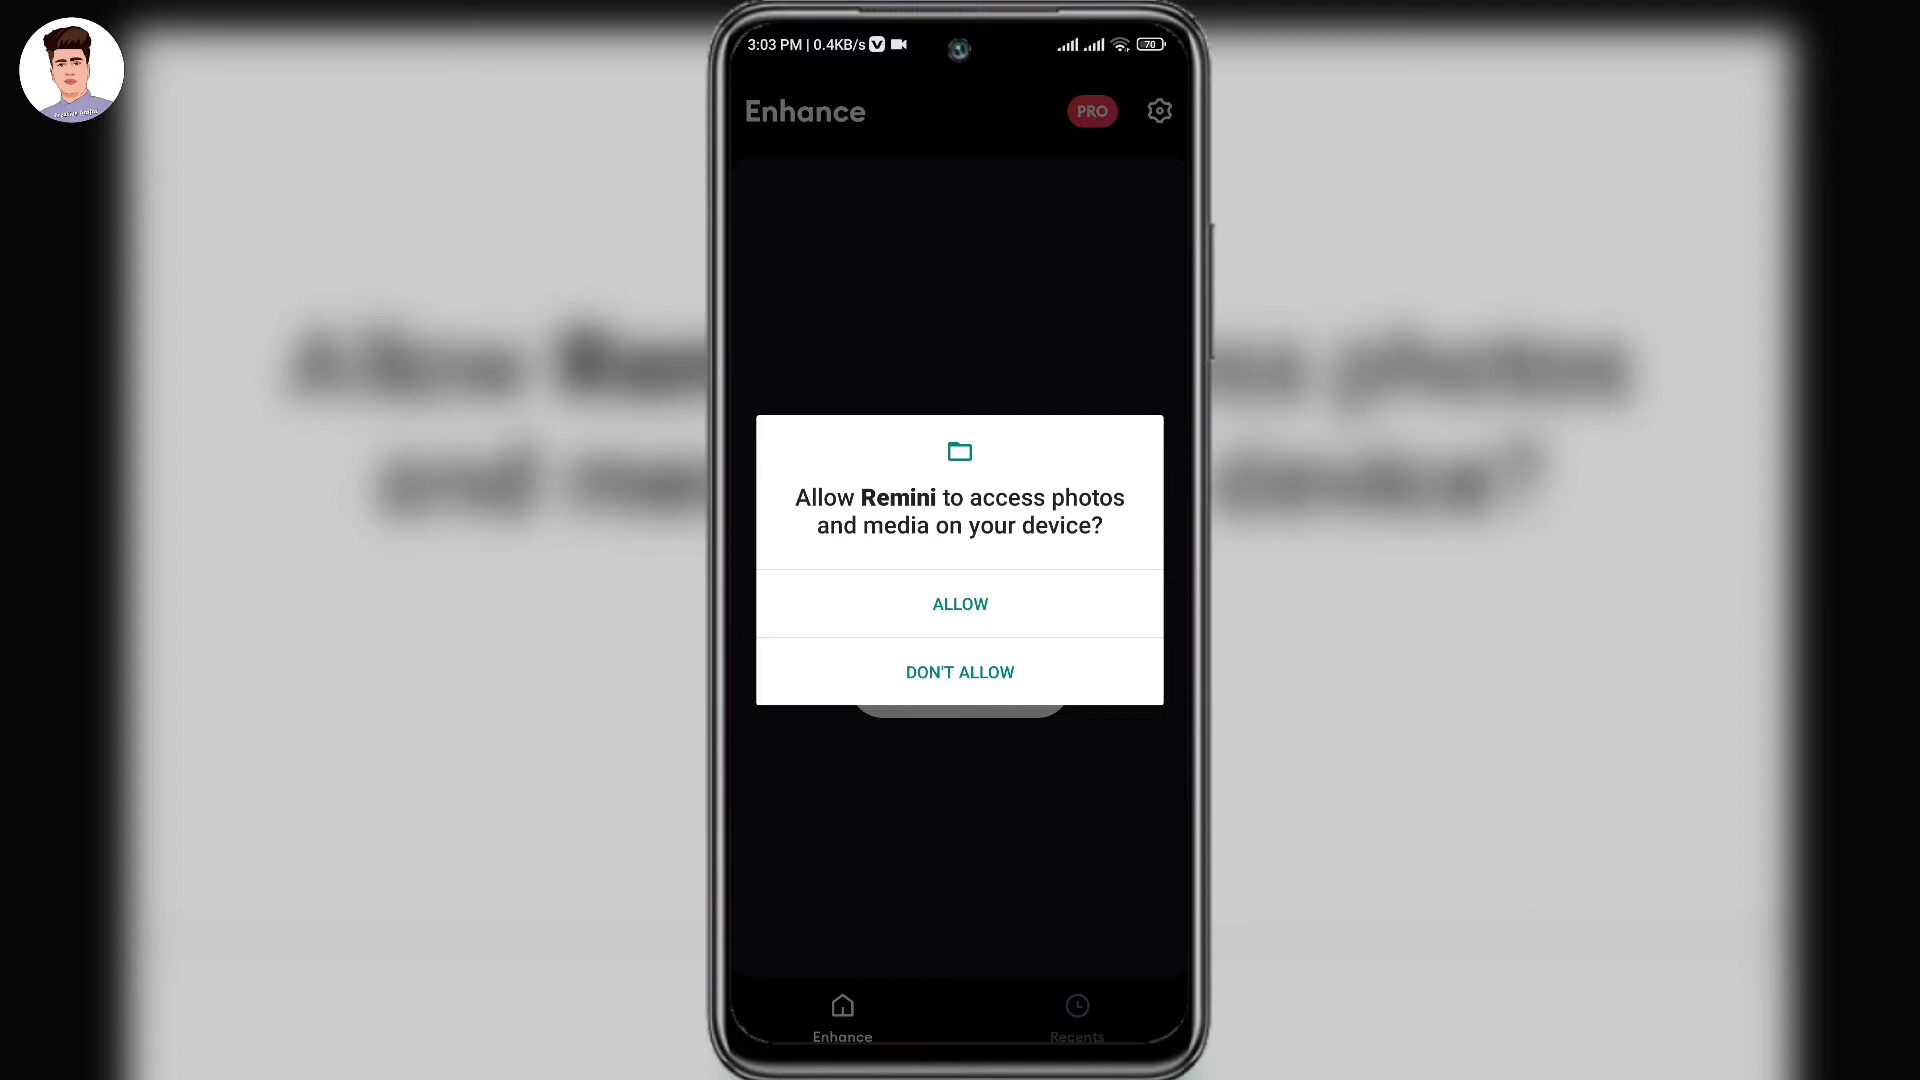 3:03 PM | 0.4KB/s
70
Enhance
PRO
Allow Remini to access photos
and media on your device?
ALLOW
DON'T ALLOW
Enhance
Recents